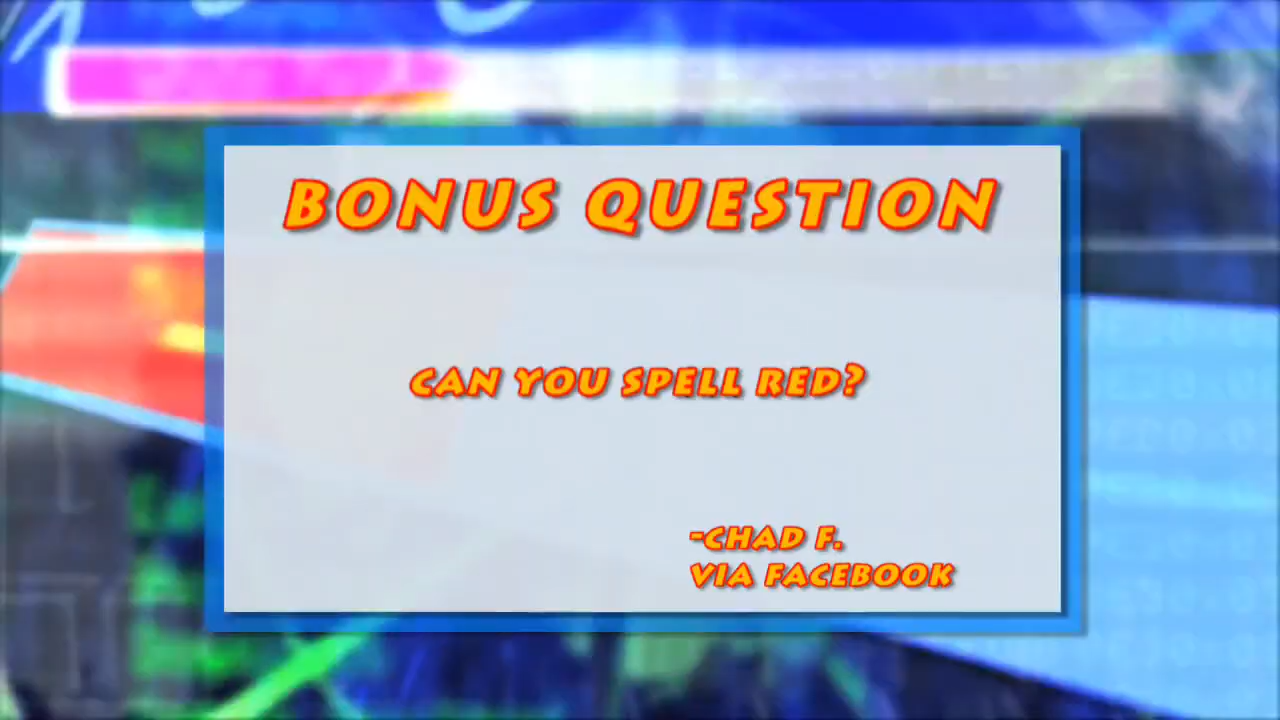 BONUS QUESTION
CAN YOU SPELL RED?
-CHAD F.
VIA FACEBOOK